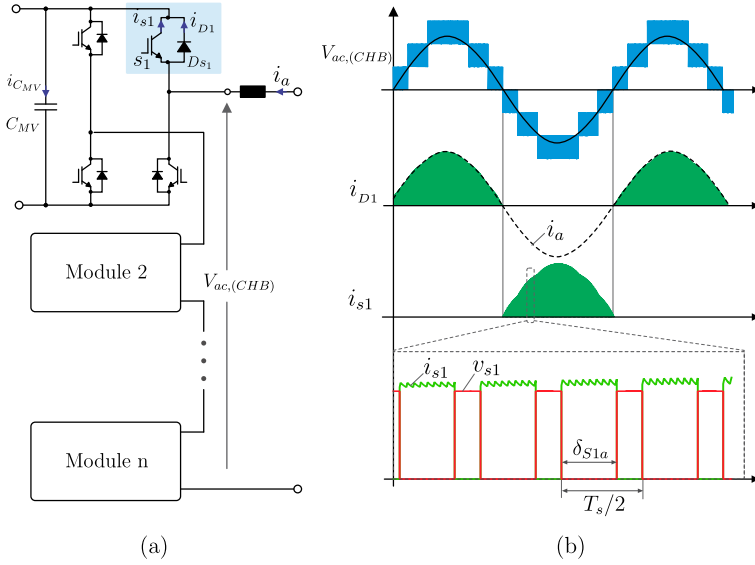 i_{s1}
i_{D1}
s_1
D_{S_1}
i_a
i_{C_{MV}}
C_{MV}
Module 2
V_{ac,(CHB)}
Module n
(a)
V_{ac,(CHB)}
i_{D1}
i_a
i_{s1}
i_{s1}
v_{s1}
δ_{S1a}
T_s/2
(b)